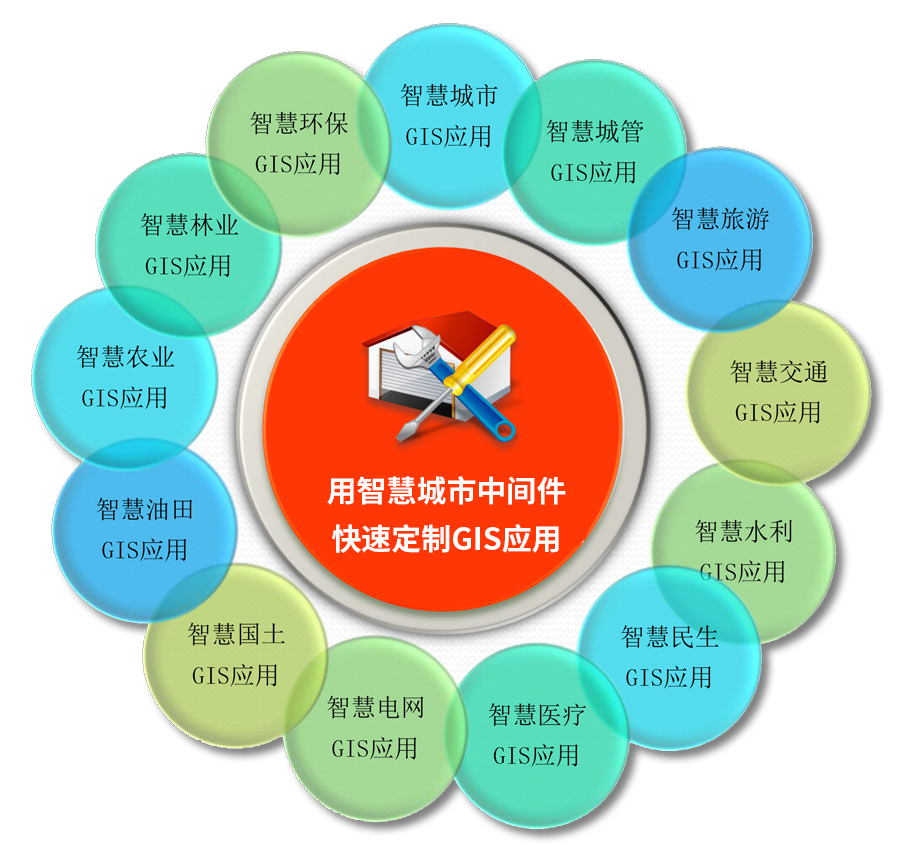 智慧城市
GIS应用
智慧城管
GIS应用
智慧旅游
GIS应用
智慧交通
GIS应用
智慧水利
GIS应用
智慧民生
GIS应用
智慧医疗
GIS应用
智慧电网
GIS应用
智慧国土
GIS应用
智慧油田
GIS应用
智慧农业
GIS应用
智慧林业
GIS应用
智慧环保
GIS应用
用智慧城市中间件
快速定制GIS应用